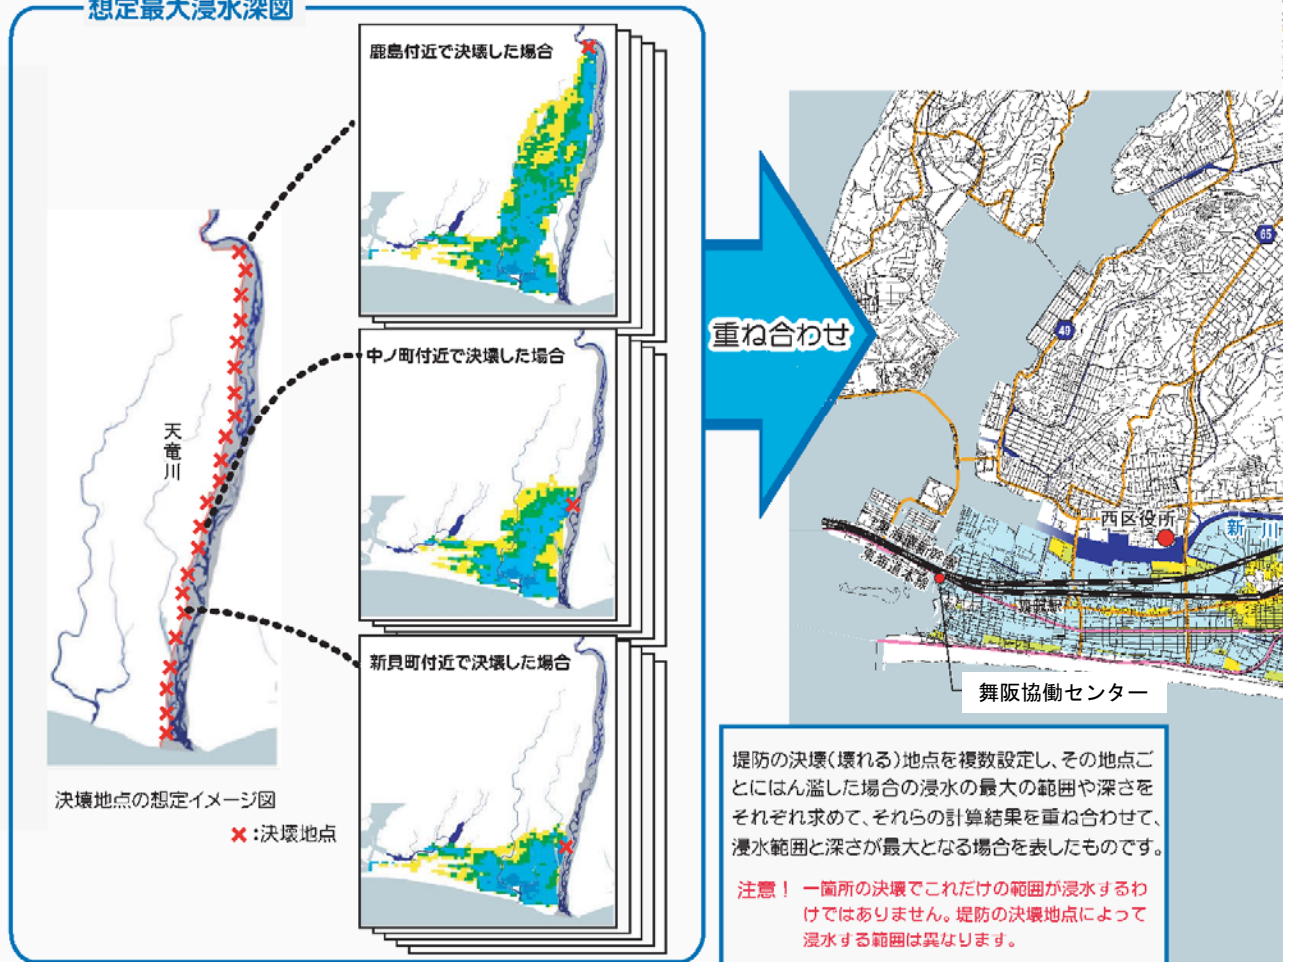 想定最大浸水深図
鹿島付近で決壊した場合
中ノ町付近で決壊した場合
新貝町付近で決壊した場合
天竜川
決壊地点の想定イメージ図
×:決壊地点
重ね合わせ
65
49
西区役所
新川
東海道本線
舞阪協働センター
堤防の決壊(壊れる)地点を複数設定し、その地点ご
とにはん濫した場合の浸水の最大の範囲や深さを
それぞれ求めて、それらの計算結果を重ね合わせて、
浸水範囲と深さが最大となる場合を表したものです。
注意! 一箇所の決壊でこれだけの範囲が浸水するわ
けではありません。堤防の決壊地点によって
浸水する範囲は異なります。